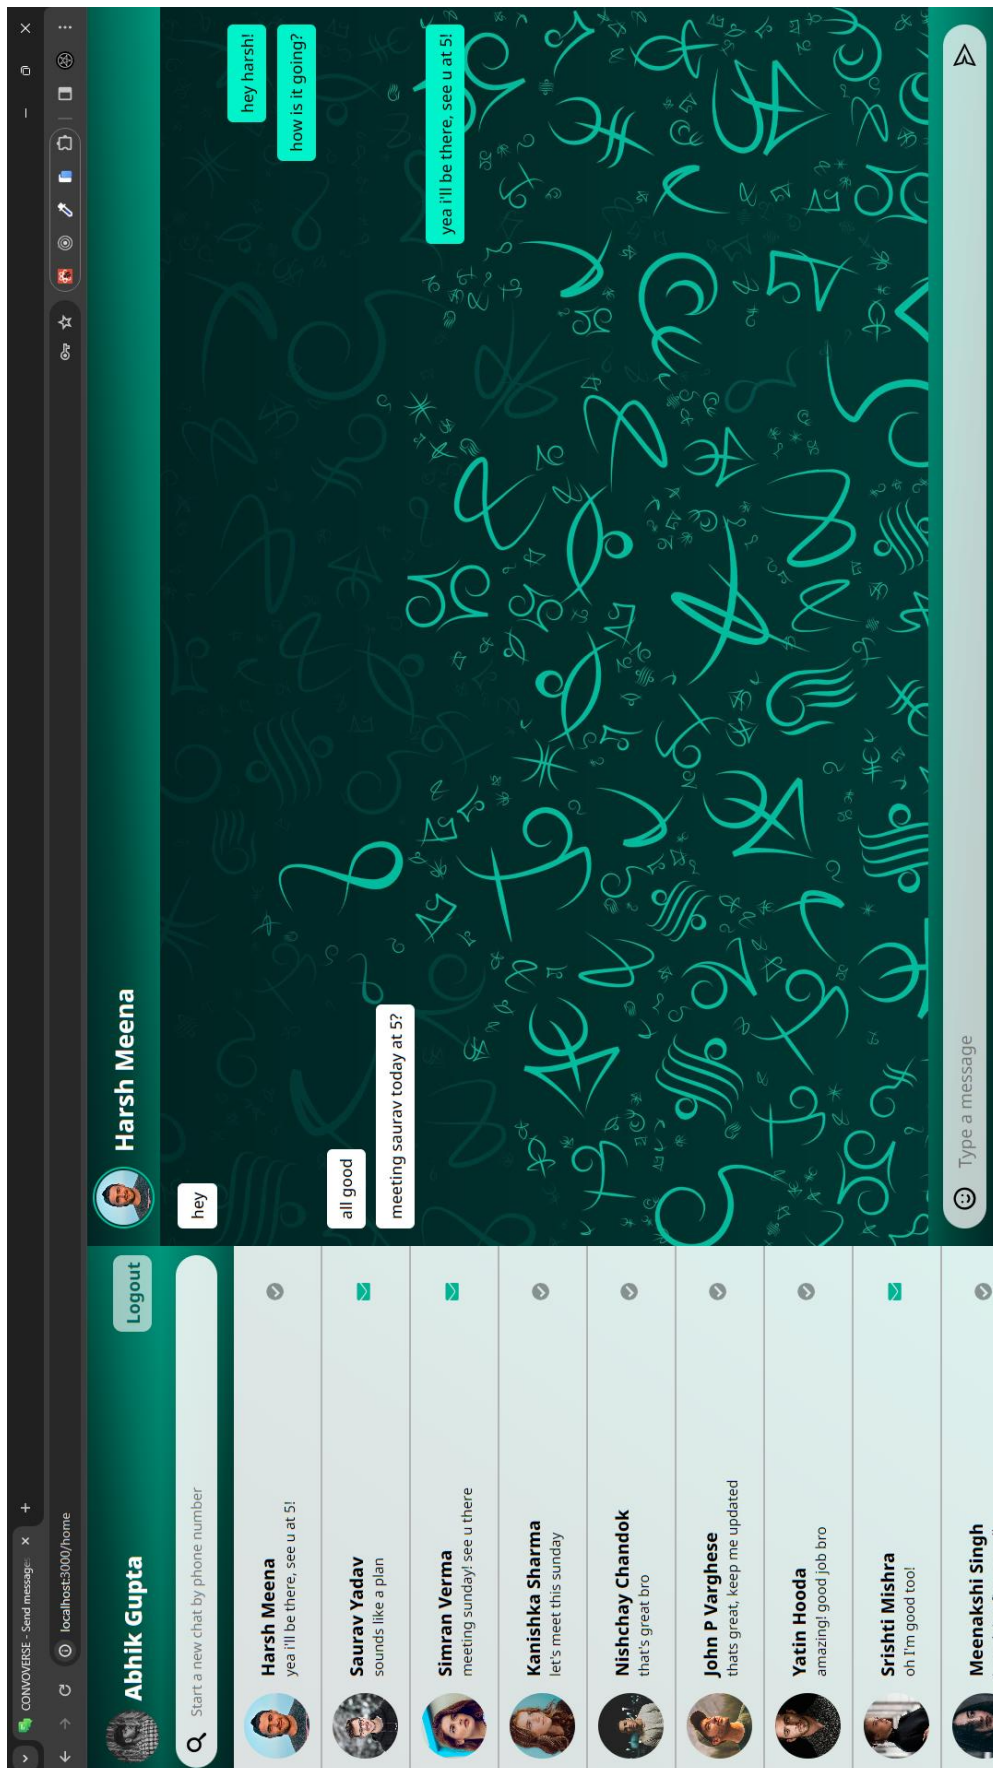 CONVOVERSE - Send message
localhost:3000/home
Abhik Gupta
Logout
Start a new chat by phone number
Harsh Meena
yea i'll be there, see u at 5!
Saurav Yadav
sounds like a plan
Simran Verma
meeting sunday! see u there
Kanishka Sharma
let's meet this sunday
Nishchay Chandok
that's great bro
John P Varghese
thats great, keep me updated
Yatin Hooda
amazing! good job bro
Srishti Mishra
oh I'm good too!
Meenakshi Singh
Harsh Meena
hey
hey harsh!
how is it going?
all good
meeting saurav today at 5?
yea i'll be there, see u at 5!
Type a message